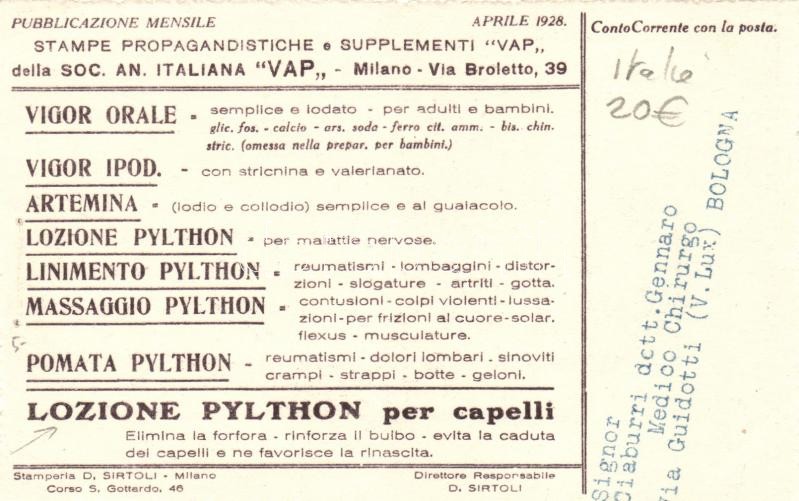 PUBBLICAZIONE MENSILE APRILE 1928.
STAMPE PROPAGANDISTICHE e SUPPLEMENTI "VAP„
della SOC. AN. ITALIANA "VAP„ - Milano - Via Broletto, 39
VIGOR ORALE - semplice e iodato - per adulti e bambini.
glic. fos. - calcio - ars. soda - ferro cit. amm. - bis. chin.
stric. (omessa nella prepar. per bambini.)
VIGOR IPOD. - con stricnina e valerianato.
ARTEMINA - (iodio e collodio) semplice e al guaiacolo.
LOZIONE PYLTHON - per malattie nervose.
LINIMENTO PYLTHON - reumatismi - lombaggini - distor-
zioni - slogature - artriti - gotta.
MASSAGGIO PYLTHON - contusioni - colpi violenti - lussa-
zioni - per frizioni al cuore - solar.
flexus - musculature.
POMATA PYLTHON - reumatismi - dolori lombari - sinoviti
crampi - strappi - botte - geloni.
LOZIONE PYLTHON per capelli
Elimina la forfora - rinforza il bulbo - evita la caduta
dei capelli e ne favorisce la rinascita.
Stamperia D. SIRTOLI - Milano
Corso S. Gottardo, 46
Direttore Responsabile
D. SIRTOLI
Conto Corrente con la posta.
Italie
20€
Signor
Ciaburri dott. Gennaro
Medico Chirurgo
Via Guidotti (V. Lux) BOLOGNA